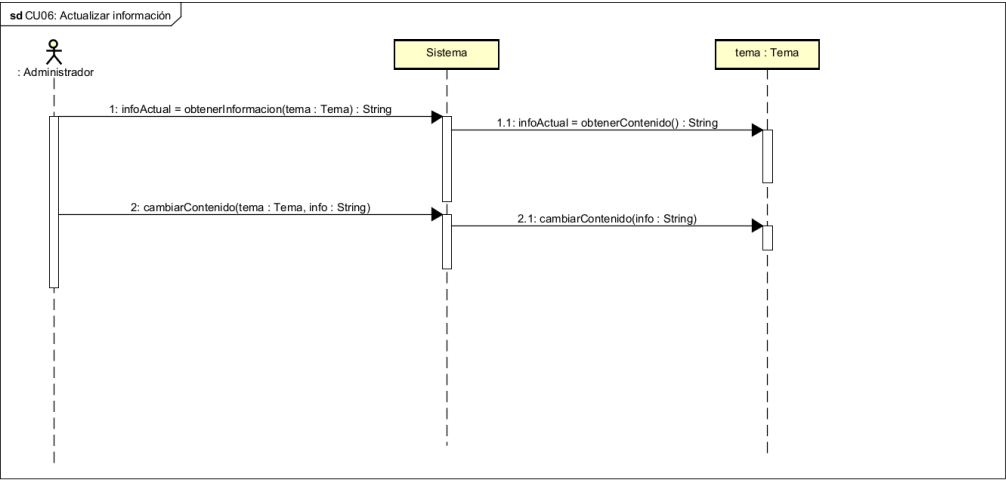 sd CU06: Actualizar información
: Administrador
Sistema
tema : Tema
1: infoActual = obtenerInformacion(tema : Tema) : String
1.1: infoActual = obtenerContenido() : String
2: cambiarContenido(tema : Tema, info : String)
2.1: cambiarContenido(info : String)